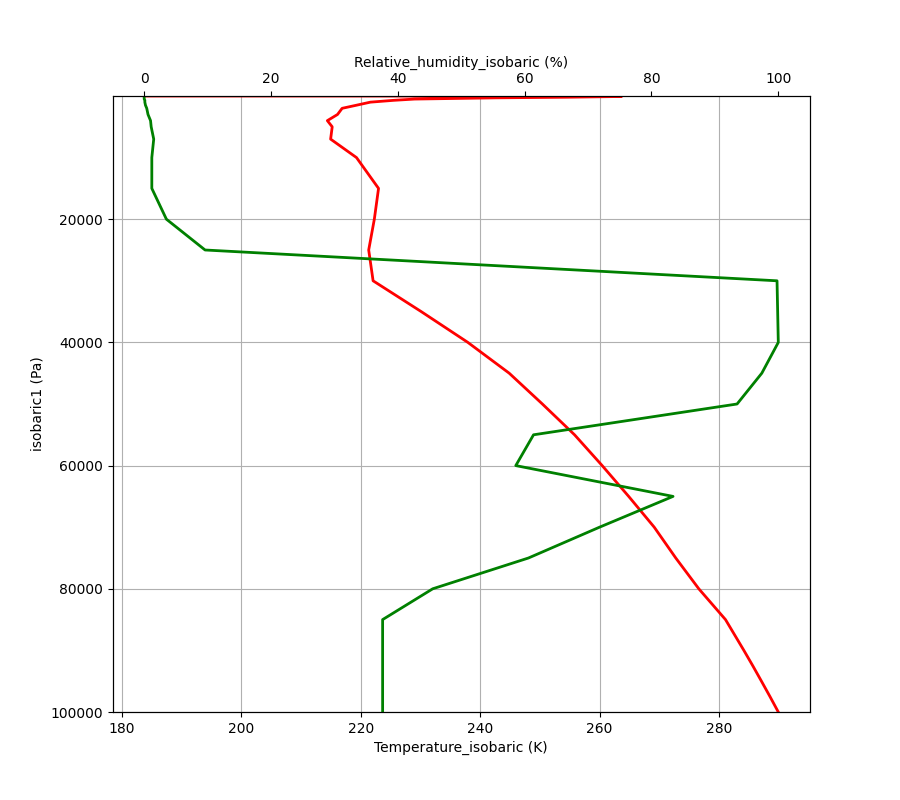 Relative_humidity_isobaric (%)
0 20 40 60 80 100
20000
40000
60000
80000
100000
isobaric1 (Pa)
180 200 220 240 260 280
Temperature_isobaric (K)